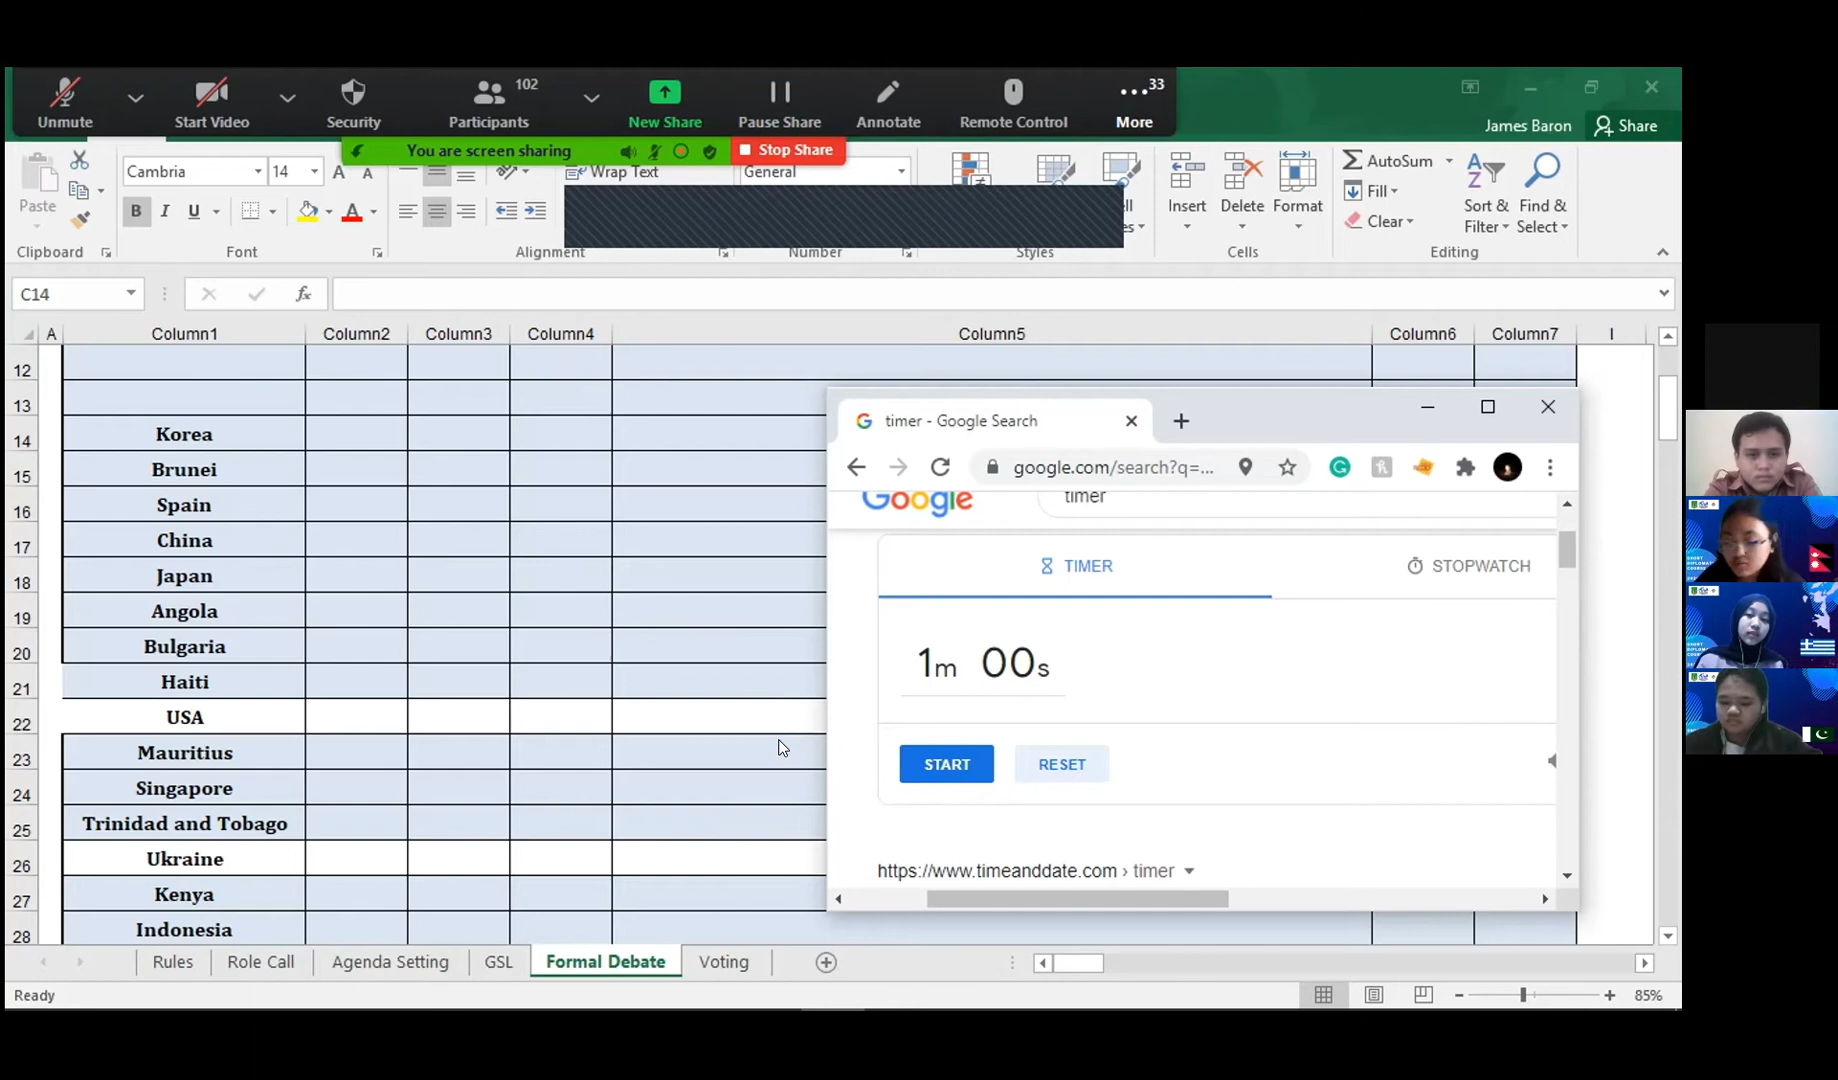 102
33
Unmute
Start Video
Security
Participants
New Share
Pause Share
Annotate
Remote Control
More
James Baron
Share
You are screen sharing
Stop Share
Paste
Cambria
14
A
A
Wrap Text
General
B I U
A
Insert
Delete
Format
AutoSum
Fill
Clear
Sort &
Filter
Find &
Select
Clipboard
Font
Alignment
Number
Styles
Cells
Editing
C14
fx
A Column1 Column2 Column3 Column4 Column5 Column6 Column7 I
12
13
14 Korea
15 Brunei
16 Spain
17 China
18 Japan
19 Angola
20 Bulgaria
21 Haiti
22 USA
23 Mauritius
24 Singapore
25 Trinidad and Tobago
26 Ukraine
27 Kenya
28 Indonesia
timer - Google Search
google.com/search?q=...
Google
timer
TIMER
STOPWATCH
1m 00s
START
RESET
https://www.timeanddate.com › timer
Rules
Role Call
Agenda Setting
GSL
Formal Debate
Voting
Ready
85%